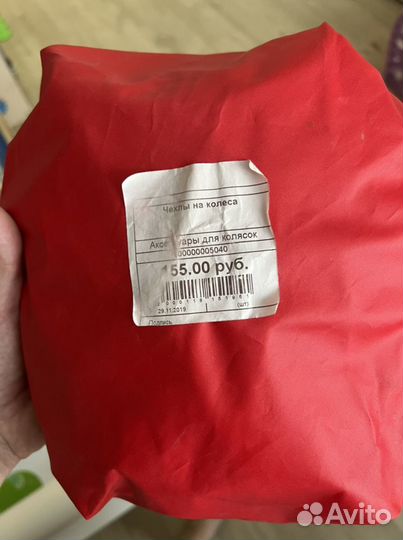 Чехлы на колеса
Аксессуары для колясок
00000005040
155.00 руб.
29.11.2019
(шт)
Подпись
Avito